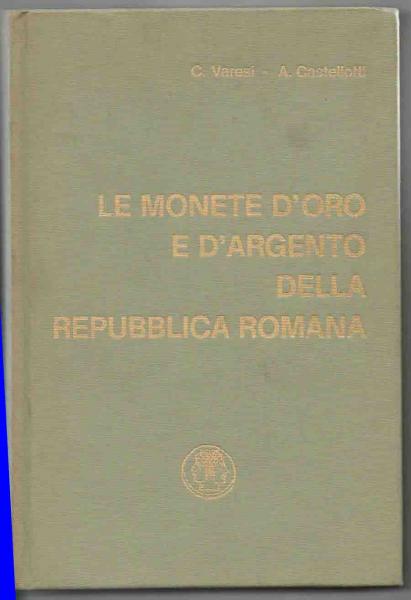 C. Varesi - A. Castellotti
LE MONETE D'ORO
E D'ARGENTO
DELLA
REPUBBLICA ROMANA